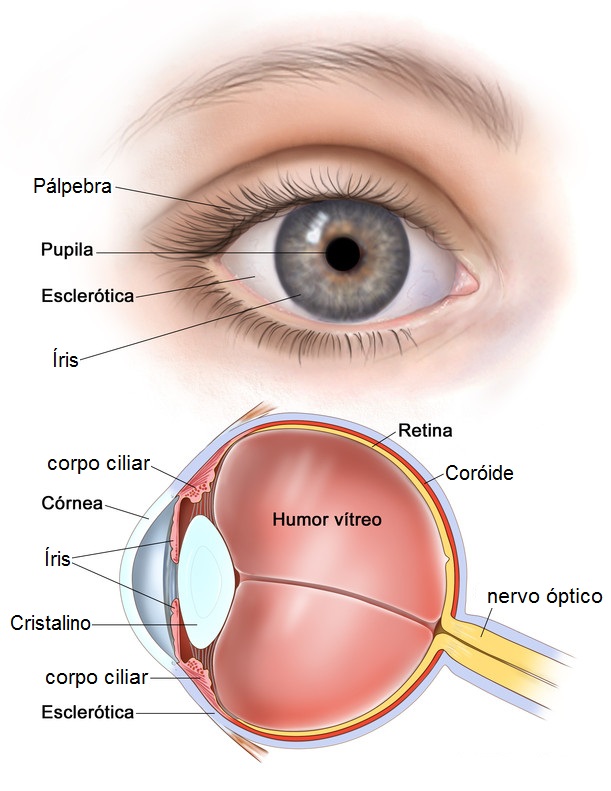 Pálpebra
Pupila
Esclerótica
Íris
Retina
corpo ciliar
Coróide
Córnea
Humor vítreo
Íris
nervo óptico
Cristalino
corpo ciliar
Esclerótica